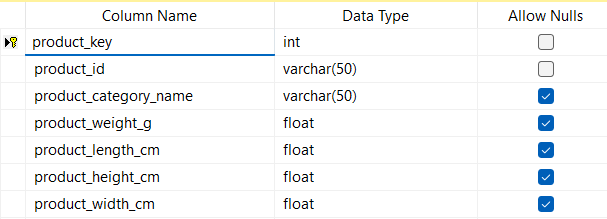 Column Name Data Type Allow Nulls
product_key int
product_id varchar(50)
product_category_name varchar(50)
product_weight_g float
product_length_cm float
product_height_cm float
product_width_cm float